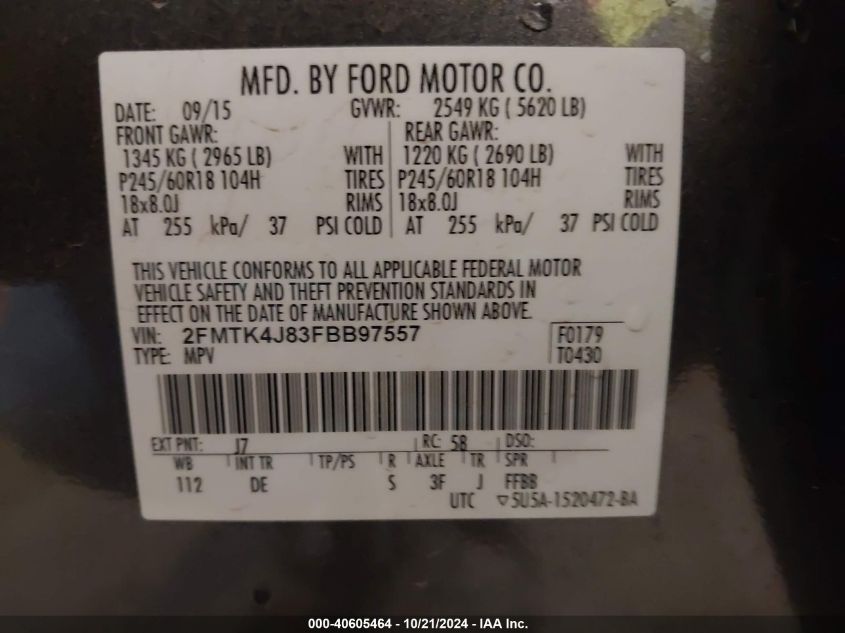 MFD. BY FORD MOTOR CO.
DATE: 09/15 GVWR: 2549 KG ( 5620 LB)
FRONT GAWR: REAR GAWR:
1345 KG ( 2965 LB) WITH 1220 KG ( 2690 LB) WITH
P245/60R18 104H TIRES P245/60R18 104H TIRES
18x8.0J RIMS 18x8.0J RIMS
AT 255 kPa/ 37 PSI COLD AT 255 kPa/ 37 PSI COLD
THIS VEHICLE CONFORMS TO ALL APPLICABLE FEDERAL MOTOR
VEHICLE SAFETY AND THEFT PREVENTION STANDARDS IN
EFFECT ON THE DATE OF MANUFACTURE SHOWN ABOVE.
VIN: 2FMTK4J83FBB97557 F0179
TYPE: MPV T0430
EXT PNT: J7 RC: 58 DSO:
WB INT TR TP/PS R AXLE TR SPR
112 DE S 3F J FFBB
UTC ▽5U5A-1520472-BA
000-40605464 - 10/21/2024 - IAA Inc.